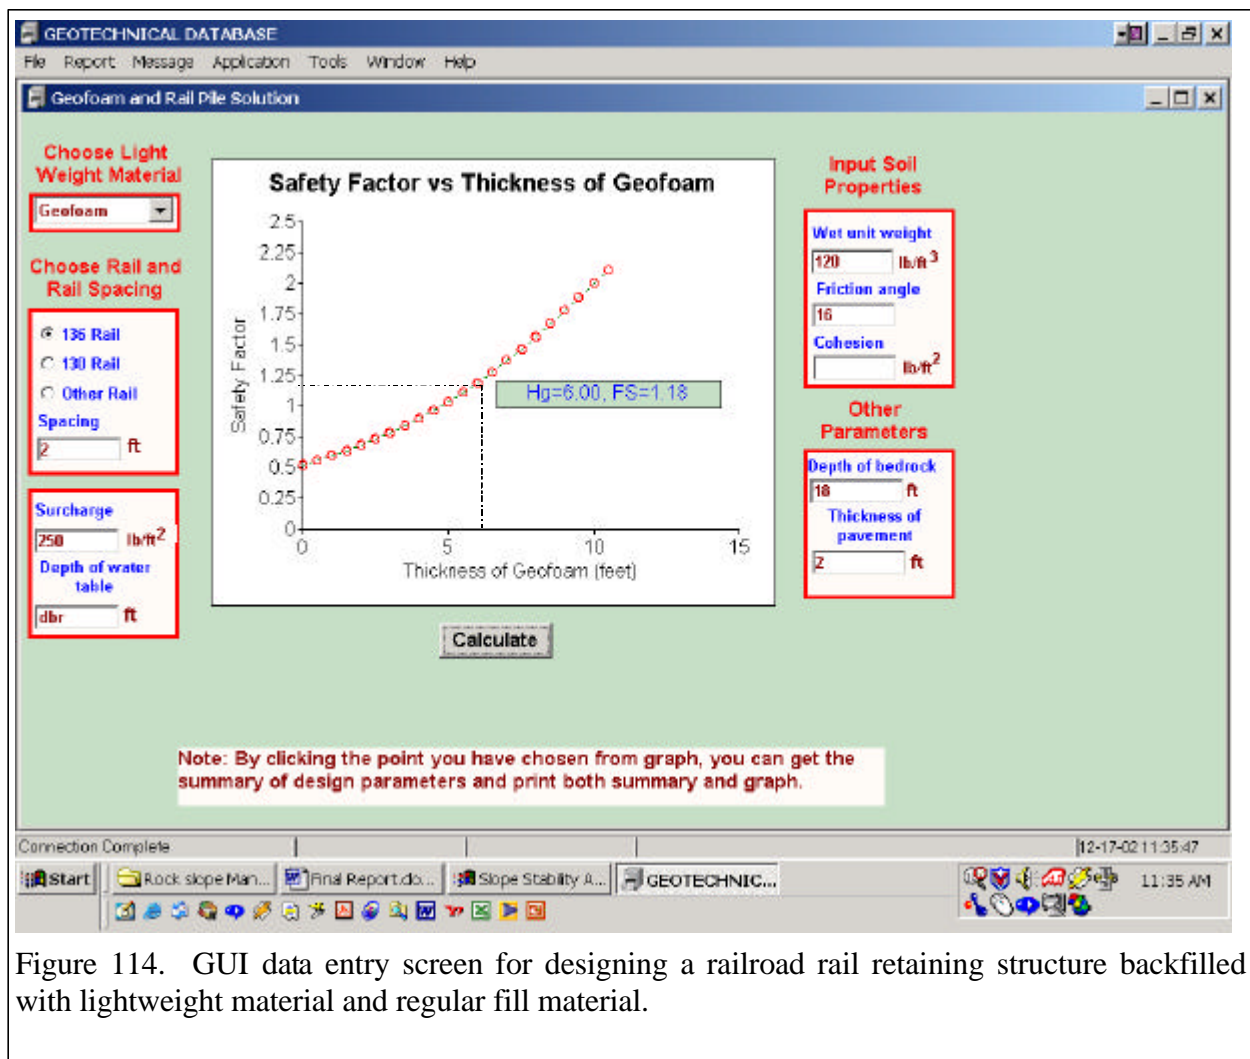 GEOTECHNICAL DATABASE
File Report Message Application Tools Window Help
Geofoam and Rail Pile Solution
Choose Light
Weight Material
Geofoam
Choose Rail and
Rail Spacing
136 Rail
130 Rail
Other Rail
Spacing
2 ft
Surcharge
250 lb/ft2
Depth of water
table
dbr ft
Safety Factor vs Thickness of Geofoam
Safety Factor
2.5
2.25
2
1.75
1.5
1.25
1
0.75
0.5
0.25
0
Hg=6.00, FS=1.18
0 5 10 15
Thickness of Geofoam (feet)
Calculate
Input Soil
Properties
Wet unit weight
120 lb/ft3
Friction angle
16
Cohesion
lb/ft2
Other
Parameters
Depth of bedrock
18 ft
Thickness of
pavement
2 ft
Note: By clicking the point you have chosen from graph, you can get the
summary of design parameters and print both summary and graph.
Connection Complete 12-17-02 11:35:47
Start Rock slope Man... Final Report.do... Slope Stability A... GEOTECHNIC... 11:35 AM
Figure 114. GUI data entry screen for designing a railroad rail retaining structure backfilled
with lightweight material and regular fill material.